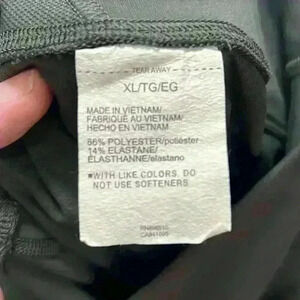 TEAR AWAY
XL/TG/EG
MADE IN VIETNAM/
FABRIQUÉ AU VIETNAM/
HECHO EN VIETNAM
86% POLYESTER/poliéster
14% ELASTANE/
ÉLASTHANNE/elastano
*WITH LIKE COLORS. DO
NOT USE SOFTENERS